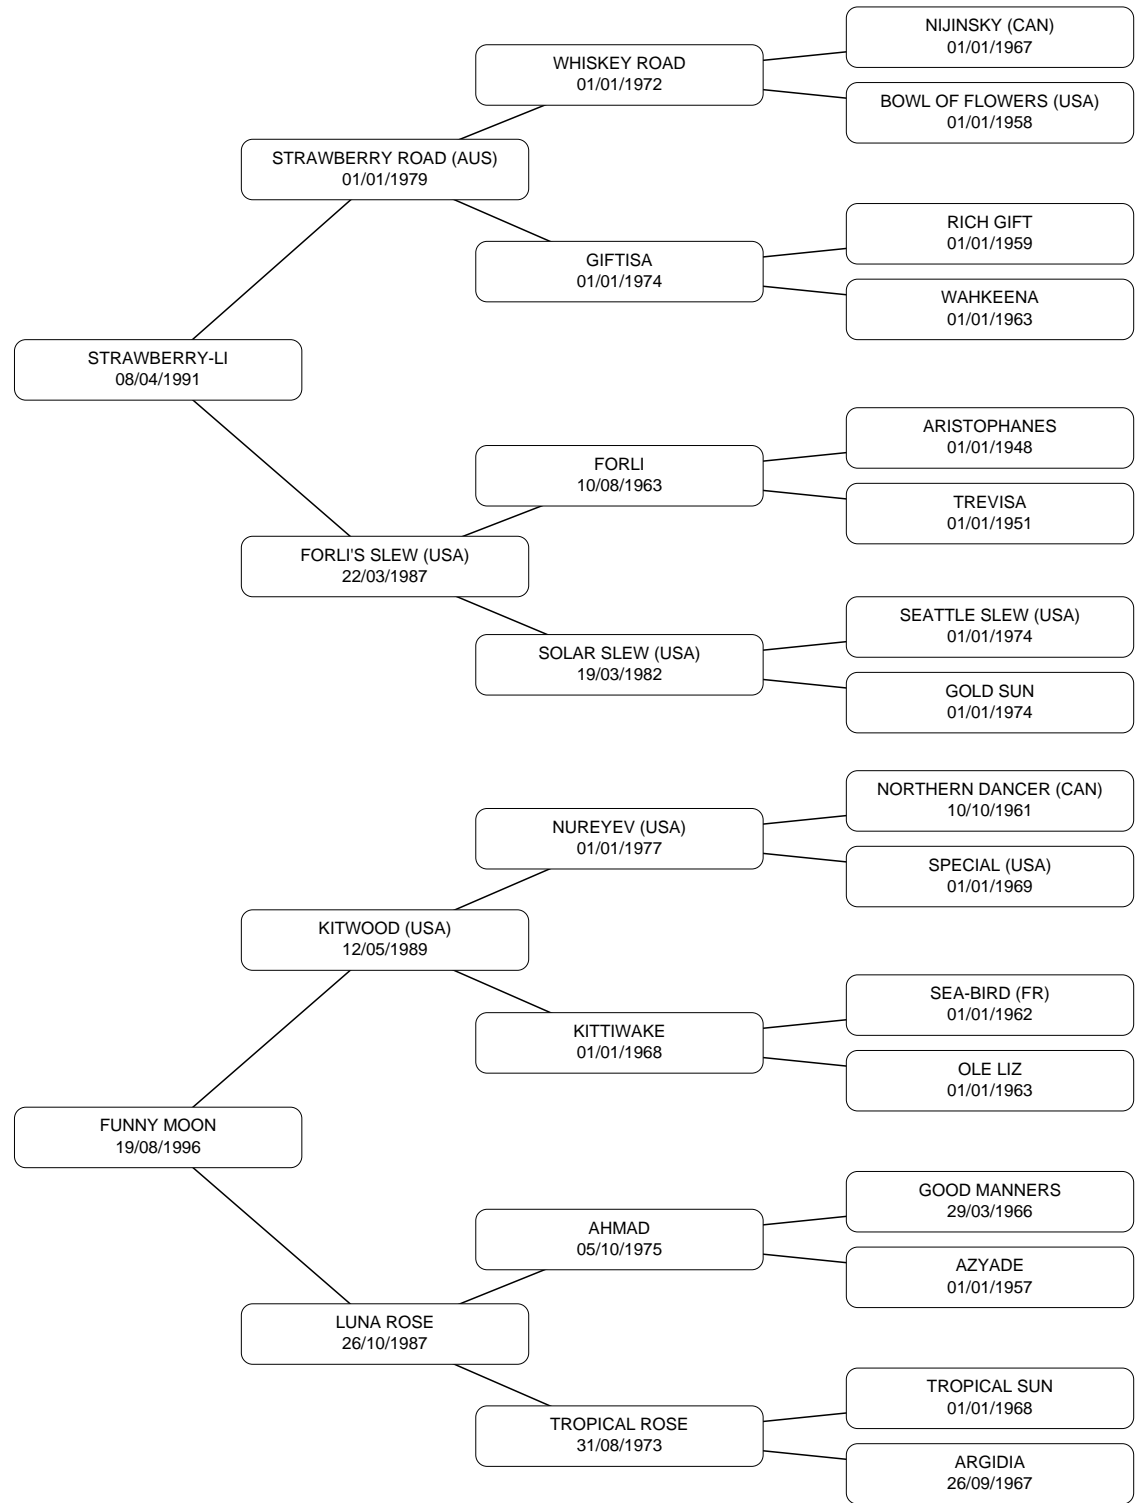 NIJINSKY (CAN)
01/01/1967
WHISKEY ROAD
01/01/1972
BOWL OF FLOWERS (USA)
01/01/1958
STRAWBERRY ROAD (AUS)
01/01/1979
RICH GIFT
01/01/1959
GIFTISA
01/01/1974
WAHKEENA
01/01/1963
STRAWBERRY-LI
08/04/1991
ARISTOPHANES
01/01/1948
FORLI
10/08/1963
TREVISA
01/01/1951
FORLI'S SLEW (USA)
22/03/1987
SEATTLE SLEW (USA)
01/01/1974
SOLAR SLEW (USA)
19/03/1982
GOLD SUN
01/01/1974
NORTHERN DANCER (CAN)
10/10/1961
NUREYEV (USA)
01/01/1977
SPECIAL (USA)
01/01/1969
KITWOOD (USA)
12/05/1989
SEA-BIRD (FR)
01/01/1962
KITTIWAKE
01/01/1968
OLE LIZ
01/01/1963
FUNNY MOON
19/08/1996
GOOD MANNERS
29/03/1966
AHMAD
05/10/1975
AZYADE
01/01/1957
LUNA ROSE
26/10/1987
TROPICAL SUN
01/01/1968
TROPICAL ROSE
31/08/1973
ARGIDIA
26/09/1967